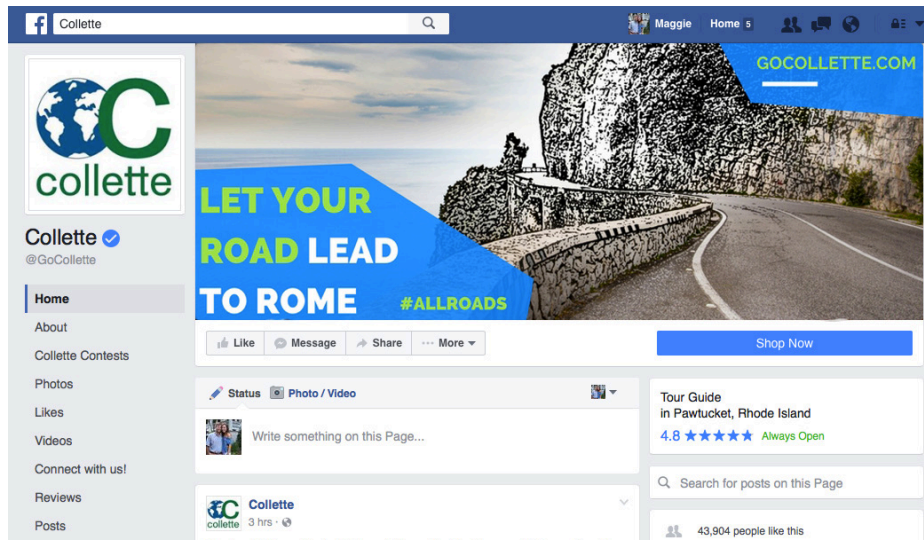 Collette
Maggie
Home 5
collette
Collette
@GoCollette
Home
About
Collette Contests
Photos
Likes
Videos
Connect with us!
Reviews
Posts
GOCOLLETTE.COM
LET YOUR
ROAD LEAD
TO ROME
#ALLROADS
Like
Message
Share
More
Shop Now
Status
Photo / Video
Write something on this Page...
Collette
collette
3 hrs ·
Tour Guide
in Pawtucket, Rhode Island
4.8 ★★★★★ Always Open
Search for posts on this Page
43,904 people like this